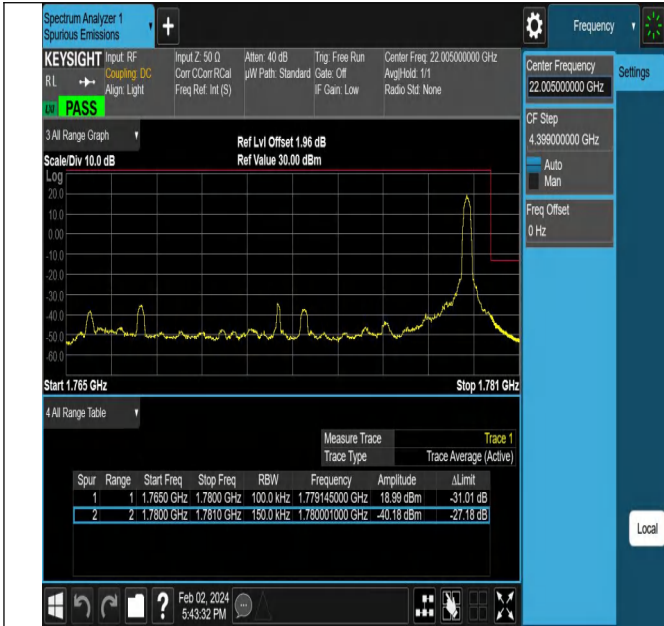 Spectrum Analyzer 1
Spurious Emissions
Frequency
KEYSIGHT Input: RF Input Z: 50 Ω Atten: 40 dB Trig: Free Run Center Freq: 22.005000000 GHz
RL Coupling: DC Corr CCorr RCal µW Path: Standard Gate: Off Avg|Hold: 1/1
Align: Light Freq Ref: Int (S) IF Gain: Low Radio Std: None
PASS
Center Frequency
22.005000000 GHz
Settings
CF Step
4.399000000 GHz
Auto
Man
Freq Offset
0 Hz
3 All Range Graph
Ref Lvl Offset 1.96 dB
Scale/Div 10.0 dB Ref Value 30.00 dBm
Log
20.0
10.0
0.00
-10.0
-20.0
-30.0
-40.0
-50.0
-60.0
Start 1.765 GHz Stop 1.781 GHz
4 All Range Table
Measure Trace Trace 1
Trace Type Trace Average (Active)
Spur Range Start Freq Stop Freq RBW Frequency Amplitude ΔLimit
1 1 1.7650 GHz 1.7800 GHz 100.0 kHz 1.779145000 GHz 18.99 dBm -31.01 dB
2 2 1.7800 GHz 1.7810 GHz 150.0 kHz 1.780001000 GHz -40.18 dBm -27.18 dB
Local
? Feb 02, 2024
5:43:32 PM